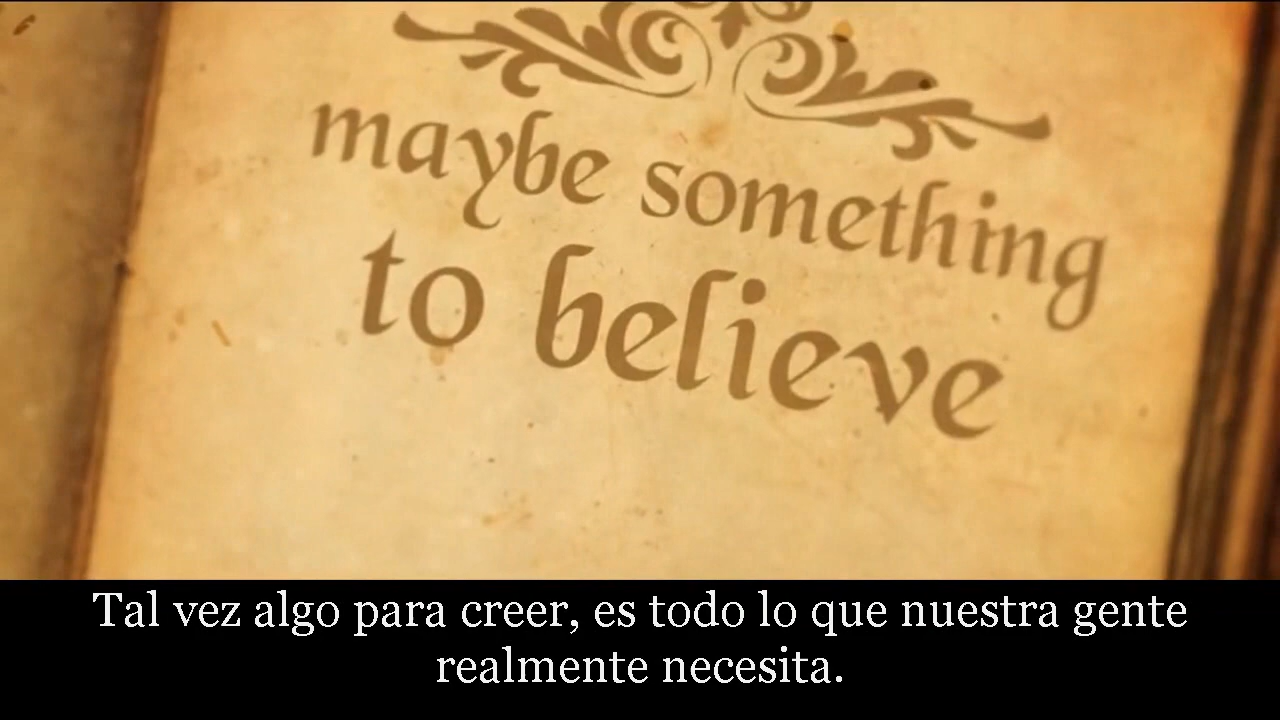 maybe something
to believe
Tal vez algo para creer, es todo lo que nuestra gente
realmente necesita.